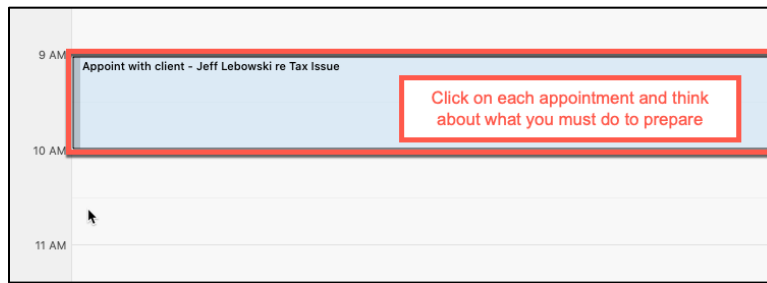 9 AM
Appoint with client - Jeff Lebowski re Tax Issue
Click on each appointment and think
about what you must do to prepare
10 AM
11 AM